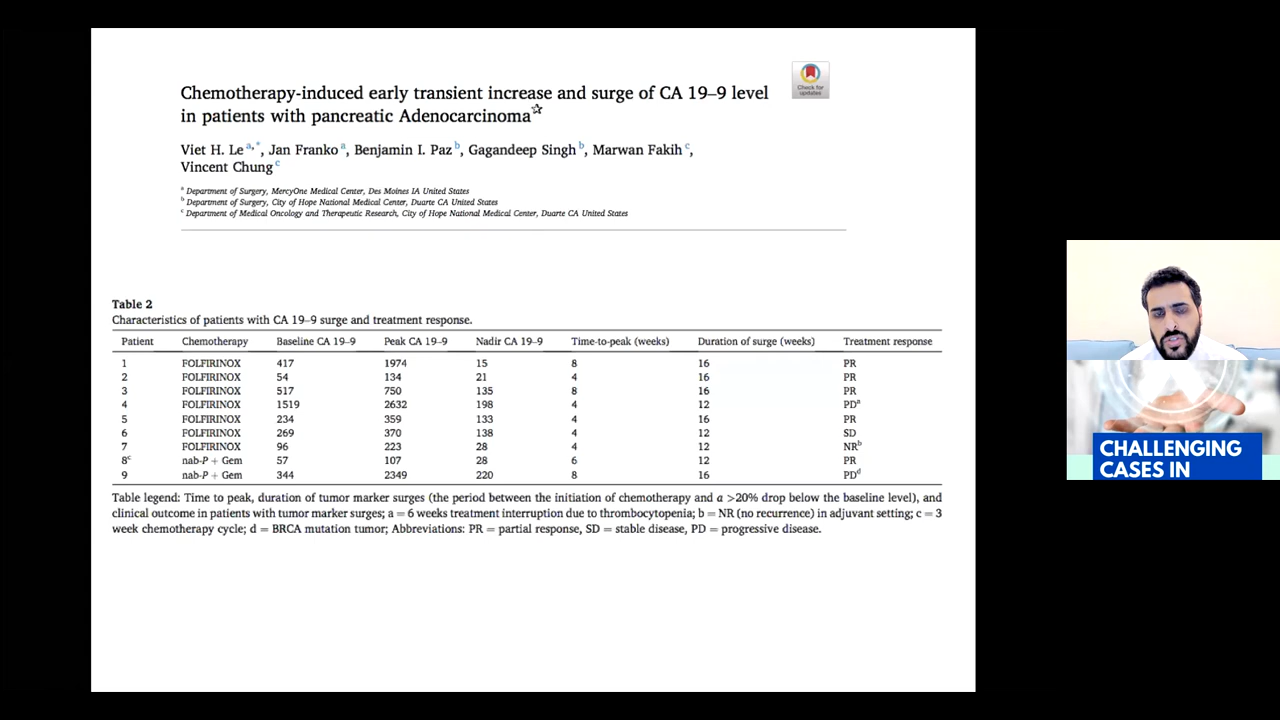 Chemotherapy-induced early transient increase and surge of CA 19–9 level
in patients with pancreatic Adenocarcinoma☆
Check for
updates
Viet H. Le a,*, Jan Franko a, Benjamin I. Paz b, Gagandeep Singh b, Marwan Fakih c,
Vincent Chung c
a Department of Surgery, MercyOne Medical Center, Des Moines IA United States
b Department of Surgery, City of Hope National Medical Center, Duarte CA United States
c Department of Medical Oncology and Therapeutic Research, City of Hope National Medical Center, Duarte CA United States
Table 2
Characteristics of patients with CA 19–9 surge and treatment response.
Patient Chemotherapy Baseline CA 19–9 Peak CA 19–9 Nadir CA 19–9 Time-to-peak (weeks) Duration of surge (weeks) Treatment response
1 FOLFIRINOX 417 1974 15 8 16 PR
2 FOLFIRINOX 54 134 21 4 16 PR
3 FOLFIRINOX 517 750 135 8 16 PR
4 FOLFIRINOX 1519 2632 198 4 12 PDa
5 FOLFIRINOX 234 359 133 4 16 PR
6 FOLFIRINOX 269 370 138 4 12 SD
7 FOLFIRINOX 96 223 28 4 12 NRb
8c nab-P + Gem 57 107 28 6 12 PR
9 nab-P + Gem 344 2349 220 8 16 PDd
Table legend: Time to peak, duration of tumor marker surges (the period between the initiation of chemotherapy and a >20% drop below the baseline level), and
clinical outcome in patients with tumor marker surges; a = 6 weeks treatment interruption due to thrombocytopenia; b = NR (no recurrence) in adjuvant setting; c = 3
week chemotherapy cycle; d = BRCA mutation tumor; Abbreviations: PR = partial response, SD = stable disease, PD = progressive disease.
CHALLENGING
CASES IN